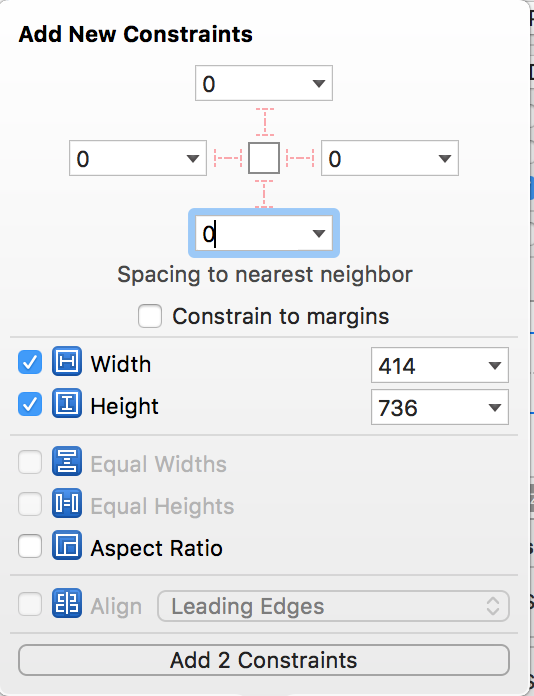 Add New Constraints
0
0 0
0
Spacing to nearest neighbor
Constrain to margins
Width 414
Height 736
Equal Widths
Equal Heights
Aspect Ratio
Align Leading Edges
Add 2 Constraints